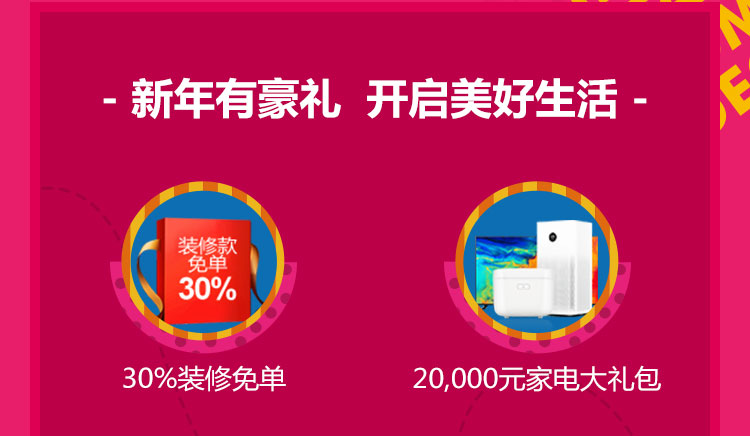 - 新年有豪礼 开启美好生活 -
装修款
免单
30%
30%装修免单
20,000元家电大礼包